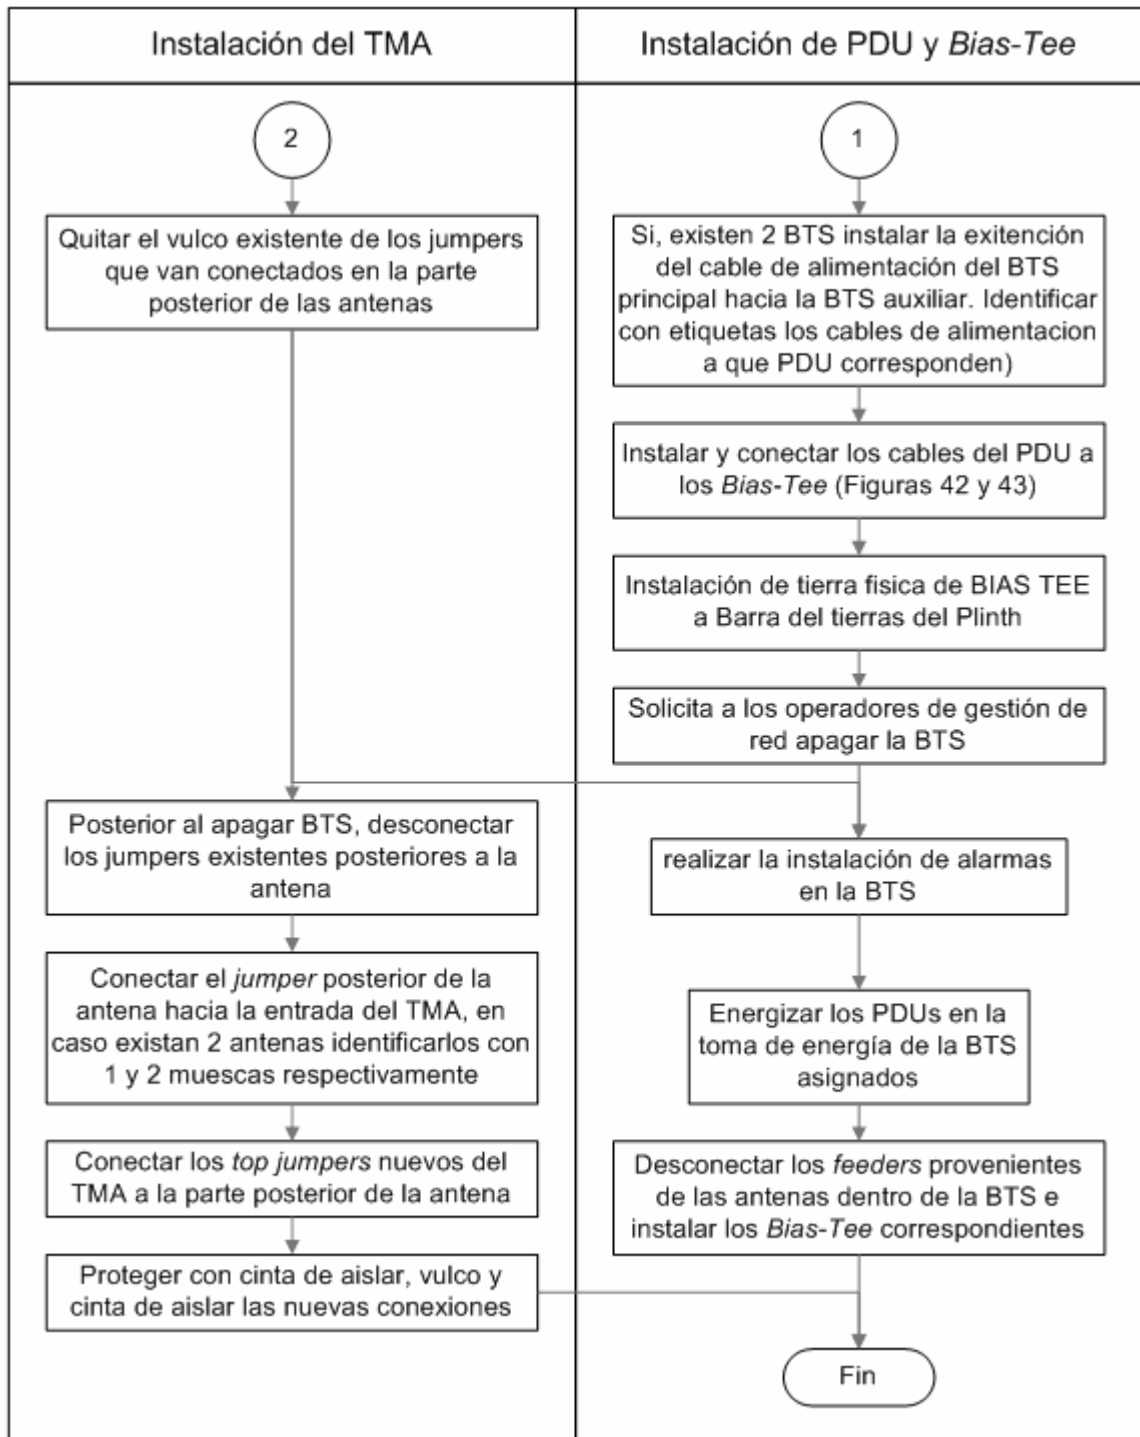 Instalación del TMA
Instalación de PDU y Bias-Tee
2
Quitar el vulco existente de los jumpers
que van conectados en la parte
posterior de las antenas
Posterior al apagar BTS, desconectar
los jumpers existentes posteriores a la
antena
Conectar el jumper posterior de la
antena hacia la entrada del TMA, en
caso existan 2 antenas identificarlos con
1 y 2 muescas respectivamente
Conectar los top jumpers nuevos del
TMA a la parte posterior de la antena
Proteger con cinta de aislar, vulco y
cinta de aislar las nuevas conexiones
1
Si, existen 2 BTS instalar la exitención
del cable de alimentación del BTS
principal hacia la BTS auxiliar. Identificar
con etiquetas los cables de alimentacion
a que PDU corresponden)
Instalar y conectar los cables del PDU a
los Bias-Tee (Figuras 42 y 43)
Instalación de tierra fisica de BIAS TEE
a Barra del tierras del Plinth
Solicita a los operadores de gestión de
red apagar la BTS
realizar la instalación de alarmas
en la BTS
Energizar los PDUs en la
toma de energía de la BTS
asignados
Desconectar los feeders provenientes
de las antenas dentro de la BTS e
instalar los Bias-Tee correspondientes
Fin